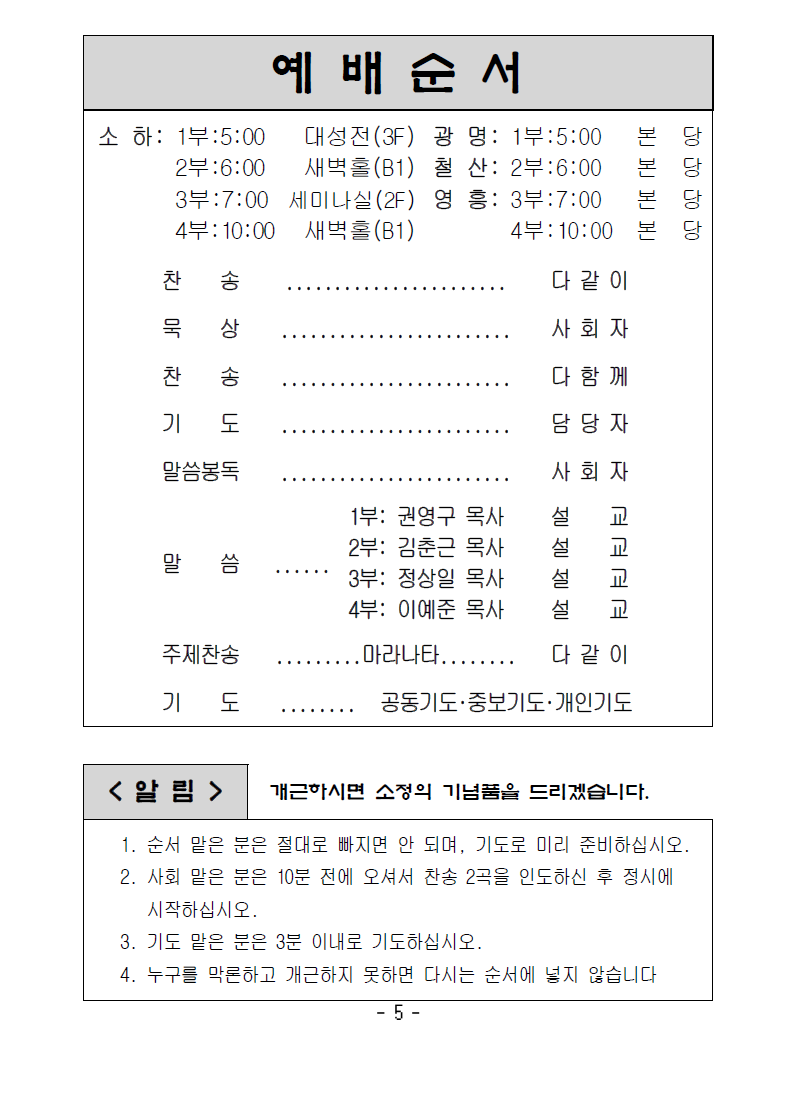 예 배 순 서
소 하: 1부:5:00 대성전(3F) 광 명: 1부:5:00 본 당
2부:6:00 새벽홀(B1) 철 산: 2부:6:00 본 당
3부:7:00 세미나실(2F) 영 흥: 3부:7:00 본 당
4부:10:00 새벽홀(B1) 4부:10:00 본 당
찬 송 ....................... 다 같 이
묵 상 ........................ 사 회 자
찬 송 ........................ 다 함 께
기 도 ........................ 담 당 자
말씀봉독 ........................ 사 회 자
1부: 권영구 목사 설 교
2부: 김춘근 목사 설 교
말 씀 ......
3부: 정상일 목사 설 교
4부: 이예준 목사 설 교
주제찬송 .........마라나타........ 다 같 이
기 도 ........ 공동기도·중보기도·개인기도
< 알 림 > 개근하시면 소정의 기념품을 드리겠습니다.
1. 순서 맡은 분은 절대로 빠지면 안 되며, 기도로 미리 준비하십시오.
2. 사회 맡은 분은 10분 전에 오셔서 찬송 2곡을 인도하신 후 정시에
시작하십시오.
3. 기도 맡은 분은 3분 이내로 기도하십시오.
4. 누구를 막론하고 개근하지 못하면 다시는 순서에 넣지 않습니다
- 5 -